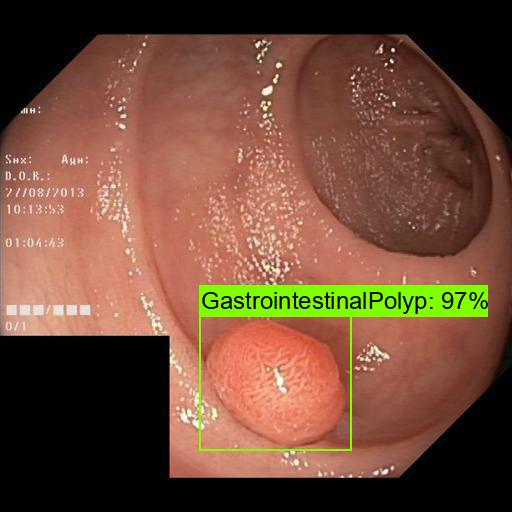 Sex: Age:
D.O.B.:
27/08/2013
10:13:53
01:04:43
0/1
GastrointestinalPolyp: 97%